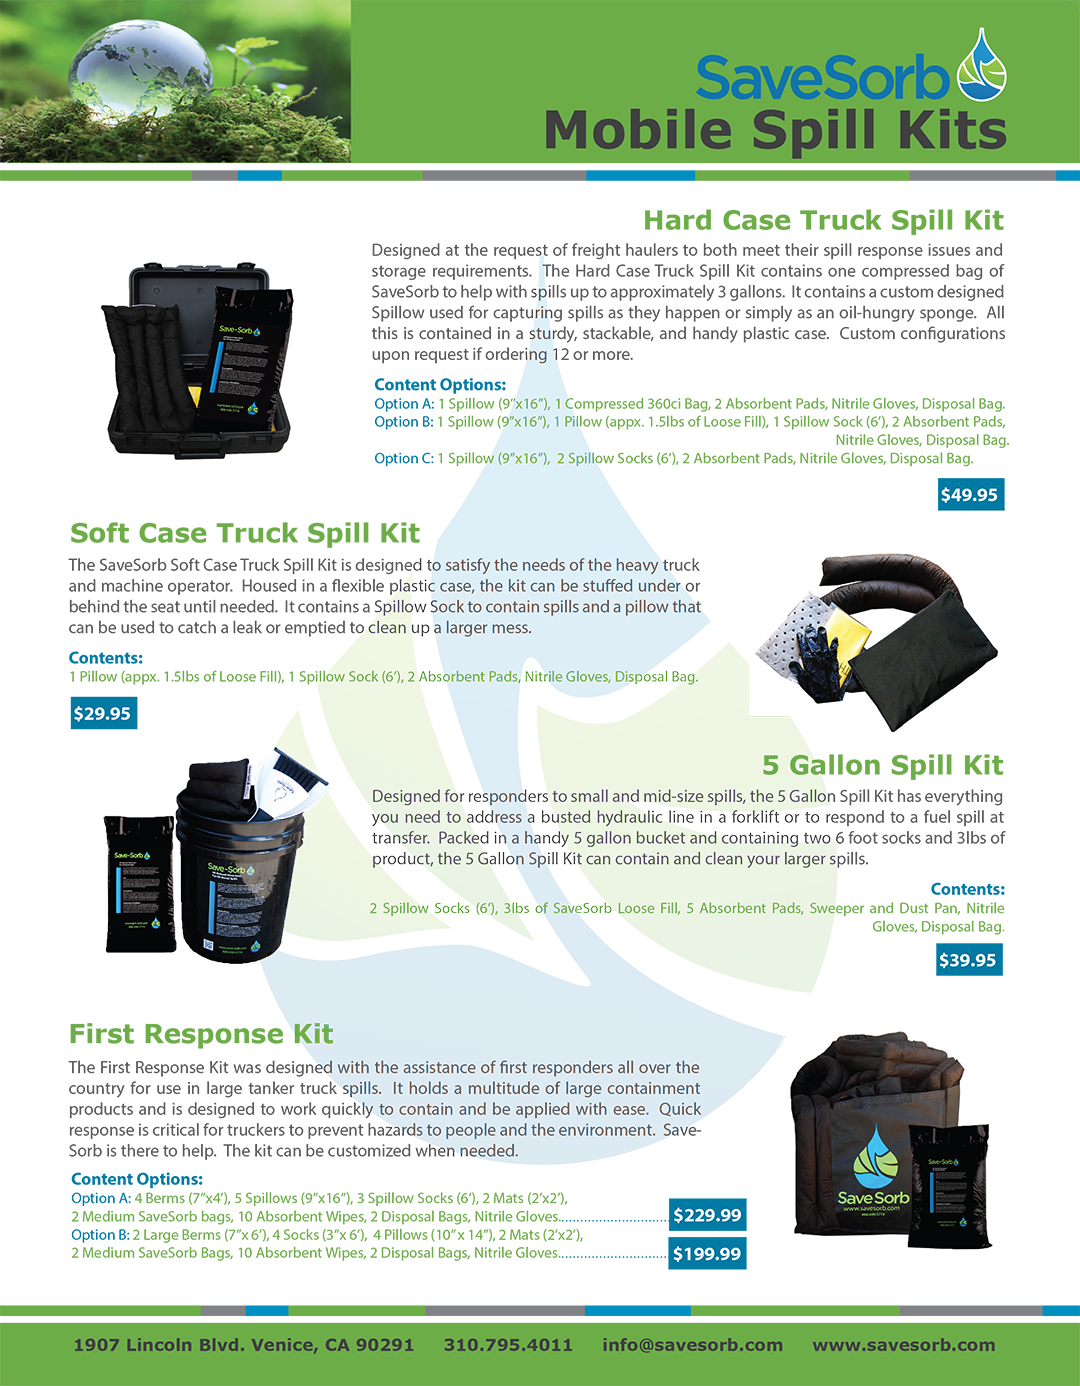 SaveSorb
Mobile Spill Kits
Hard Case Truck Spill Kit
Designed at the request of freight haulers to both meet their spill response issues and
storage requirements. The Hard Case Truck Spill Kit contains one compressed bag of
SaveSorb to help with spills up to approximately 3 gallons. It contains a custom designed
Spillow used for capturing spills as they happen or simply as an oil-hungry sponge. All
this is contained in a sturdy, stackable, and handy plastic case. Custom configurations
upon request if ordering 12 or more.
Content Options:
Option A: 1 Spillow (9”x16”), 1 Compressed 360ci Bag, 2 Absorbent Pads, Nitrile Gloves, Disposal Bag.
Option B: 1 Spillow (9”x16”), 1 Pillow (appx. 1.5lbs of Loose Fill), 1 Spillow Sock (6’), 2 Absorbent Pads,
Nitrile Gloves, Disposal Bag.
Option C: 1 Spillow (9”x16”), 2 Spillow Socks (6’), 2 Absorbent Pads, Nitrile Gloves, Disposal Bag.
$49.95
Save-Sorb
Soft Case Truck Spill Kit
The SaveSorb Soft Case Truck Spill Kit is designed to satisfy the needs of the heavy truck
and machine operator. Housed in a flexible plastic case, the kit can be stuffed under or
behind the seat until needed. It contains a Spillow Sock to contain spills and a pillow that
can be used to catch a leak or emptied to clean up a larger mess.
Contents:
1 Pillow (appx. 1.5lbs of Loose Fill), 1 Spillow Sock (6’), 2 Absorbent Pads, Nitrile Gloves, Disposal Bag.
$29.95
5 Gallon Spill Kit
Designed for responders to small and mid-size spills, the 5 Gallon Spill Kit has everything
you need to address a busted hydraulic line in a forklift or to respond to a fuel spill at
transfer. Packed in a handy 5 gallon bucket and containing two 6 foot socks and 3lbs of
product, the 5 Gallon Spill Kit can contain and clean your larger spills.
Contents:
2 Spillow Socks (6’), 3lbs of SaveSorb Loose Fill, 5 Absorbent Pads, Sweeper and Dust Pan, Nitrile
Gloves, Disposal Bag.
$39.95
Save-Sorb
Save-Sorb
First Response Kit
The First Response Kit was designed with the assistance of first responders all over the
country for use in large tanker truck spills. It holds a multitude of large containment
products and is designed to work quickly to contain and be applied with ease. Quick
response is critical for truckers to prevent hazards to people and the environment. Save-
Sorb is there to help. The kit can be customized when needed.
Content Options:
Option A: 4 Berms (7”x4’), 5 Spillows (9”x16”), 3 Spillow Socks (6’), 2 Mats (2’x2’),
2 Medium SaveSorb bags, 10 Absorbent Wipes, 2 Disposal Bags, Nitrile Gloves............................. $229.99
Option B: 2 Large Berms (7”x 6’), 4 Socks (3”x 6’), 4 Pillows (10” x 14”), 2 Mats (2’x2’),
2 Medium SaveSorb Bags, 10 Absorbent Wipes, 2 Disposal Bags, Nitrile Gloves............................. $199.99
SaveSorb
www.savesorb.com
Save-Sorb
1907 Lincoln Blvd. Venice, CA 90291 310.795.4011 info@savesorb.com www.savesorb.com